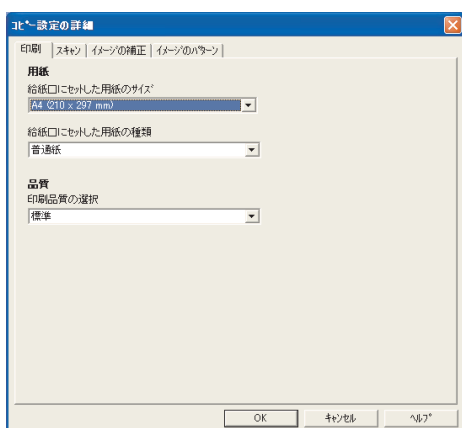 コピー設定の詳細
印刷 スキャン イメージの補正 イメージのパターン
用紙
給紙口にセットした用紙のサイズ
A4 (210 x 297 mm)
給紙口にセットした用紙の種類
普通紙
品質
印刷品質の選択
標準
OK キャンセル ヘルプ